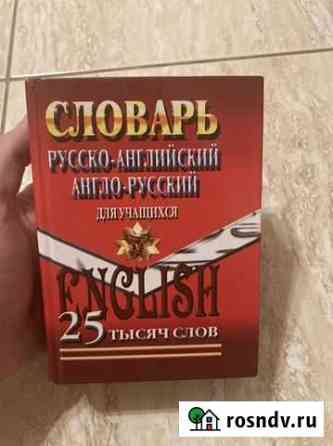 СЛОВАРЬ
РУССКО-АНГЛИЙСКИЙ
АНГЛО-РУССКИЙ
ДЛЯ УЧАЩИХСЯ
ENGLISH
25 ТЫСЯЧ СЛОВ
rosndv.ru